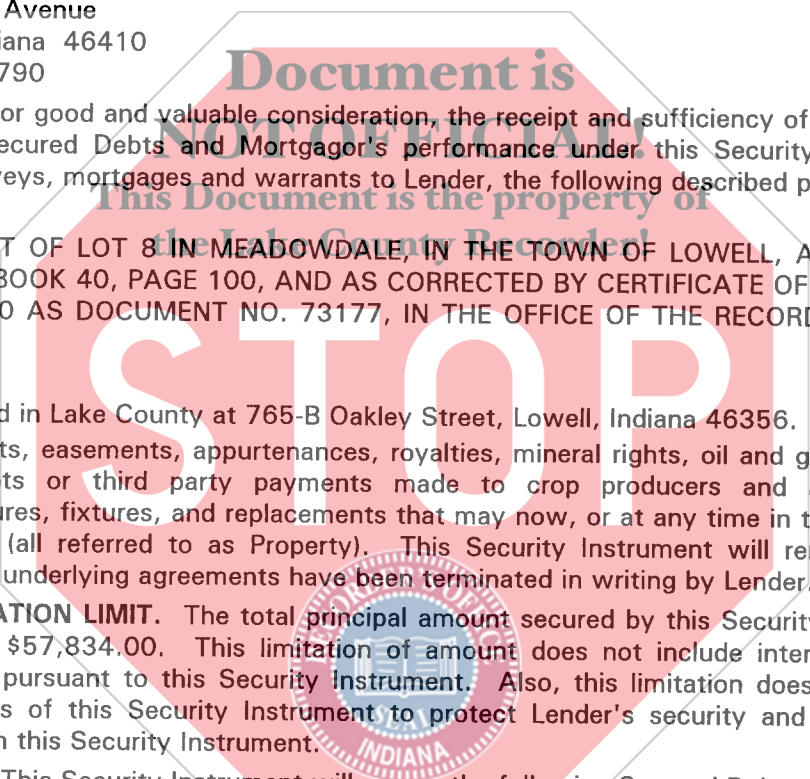 Avenue
iana 46410
790
Document is
or good and valuable consideration, the receipt and sufficiency of
NOT OFFICIAL!
ecured Debts and Mortgagor's performance under this Security
veys, mortgages and warrants to Lender, the following described p
This Document is the property of
the Lake County Recorder!
T OF LOT 8 IN MEADOWDALE, IN THE TOWN OF LOWELL, A
BOOK 40, PAGE 100, AND AS CORRECTED BY CERTIFICATE OF
0 AS DOCUMENT NO. 73177, IN THE OFFICE OF THE RECORD
STOP
d in Lake County at 765-B Oakley Street, Lowell, Indiana 46356.
ts, easements, appurtenances, royalties, mineral rights, oil and g
ts or third party payments made to crop producers and
ures, fixtures, and replacements that may now, or at any time in t
(all referred to as Property). This Security Instrument will re
underlying agreements have been terminated in writing by Lender.
ATION LIMIT. The total principal amount secured by this Security
$57,834.00. This limitation of amount does not include inter
pursuant to this Security Instrument. Also, this limitation does
s of this Security Instrument to protect Lender's security and
n this Security Instrument.
RECORDER'S OFFICE
SEAL
INDIANA